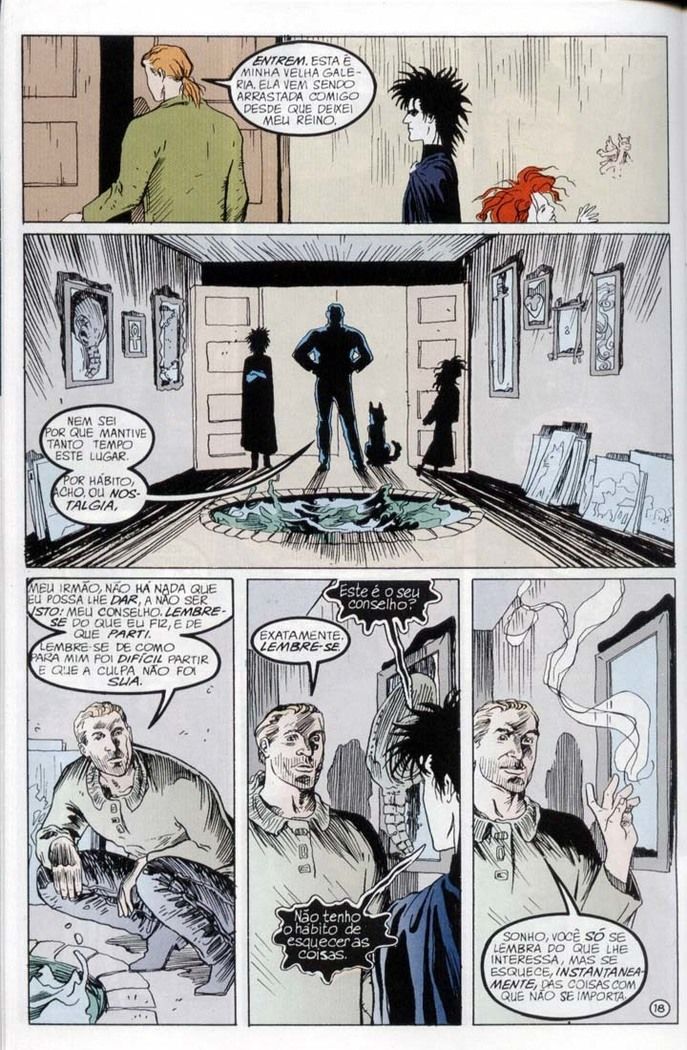 ENTREM. ESTA É
MINHA VELHA GALE-
RIA. ELA VEM SENDO
ARRASTADA COMIGO
DESDE QUE DEIXEI
MEU REINO.
NEM SEI
POR QUE MANTIVE
TANTO TEMPO
ESTE LUGAR.
POR HÁBITO,
ACHO, OU NOS-
TALGIA.
MEU IRMÃO, NÃO HÁ NADA QUE
EU POSSA LHE DAR, A NÃO SER
ISTO: MEU CONSELHO. LEMBRE-
SE DO QUE EU FIZ, E DE
QUE PARTI.
LEMBRE-SE DE COMO
PARA MIM FOI DIFÍCIL PARTIR
E QUE A CULPA NÃO FOI
SUA.
Este é o seu
conselho?
EXATAMENTE.
LEMBRE-SE.
Não tenho
o hábito de
esquecer as
coisas.
SONHO, VOCÊ SÓ SE
LEMBRA DO QUE LHE
INTERESSA, MAS SE
ESQUECE, INSTANTANEA-
MENTE, DAS COISAS COM
QUE NÃO SE IMPORTA.
18